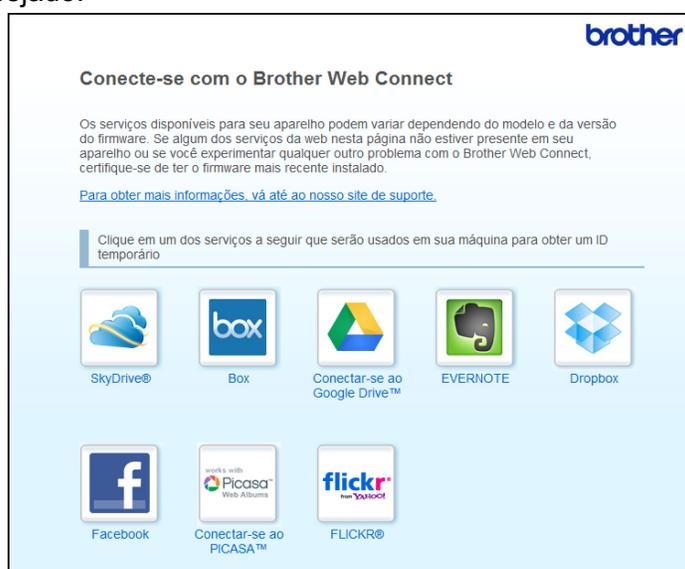 brother
Conecte-se com o Brother Web Connect
Os serviços disponíveis para seu aparelho podem variar dependendo do modelo e da versão
do firmware. Se algum dos serviços da web nesta página não estiver presente em seu
aparelho ou se você experimentar qualquer outro problema com o Brother Web Connect,
certifique-se de ter o firmware mais recente instalado.
Para obter mais informações, vá até ao nosso site de suporte.
Clique em um dos serviços a seguir que serão usados em sua máquina para obter um ID
temporário
box
SkyDrive®
Box
Conectar-se ao
Google Drive™
EVERNOTE
Dropbox
f
works with
Picasa™
Web Albums
flickr
from YAHOO!
Facebook
Conectar-se ao
PICASA™
FLICKR®